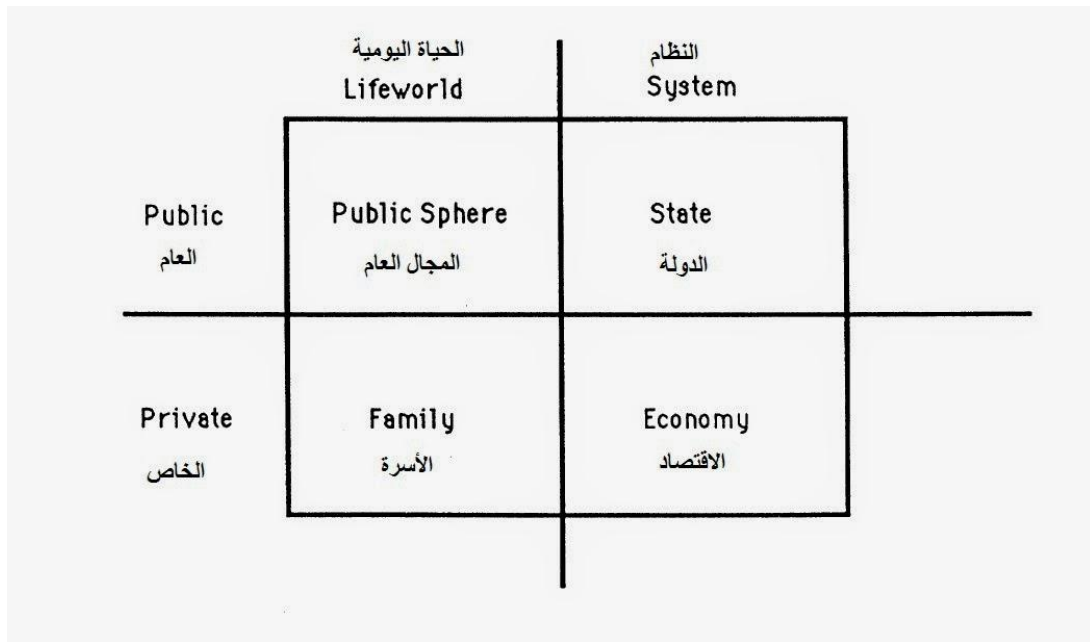 الحياة اليومية
النظام
Lifeworld
System
Public
Public Sphere
State
العام
المجال العام
الدولة
Private
Family
Economy
الخاص
الأسرة
الاقتصاد